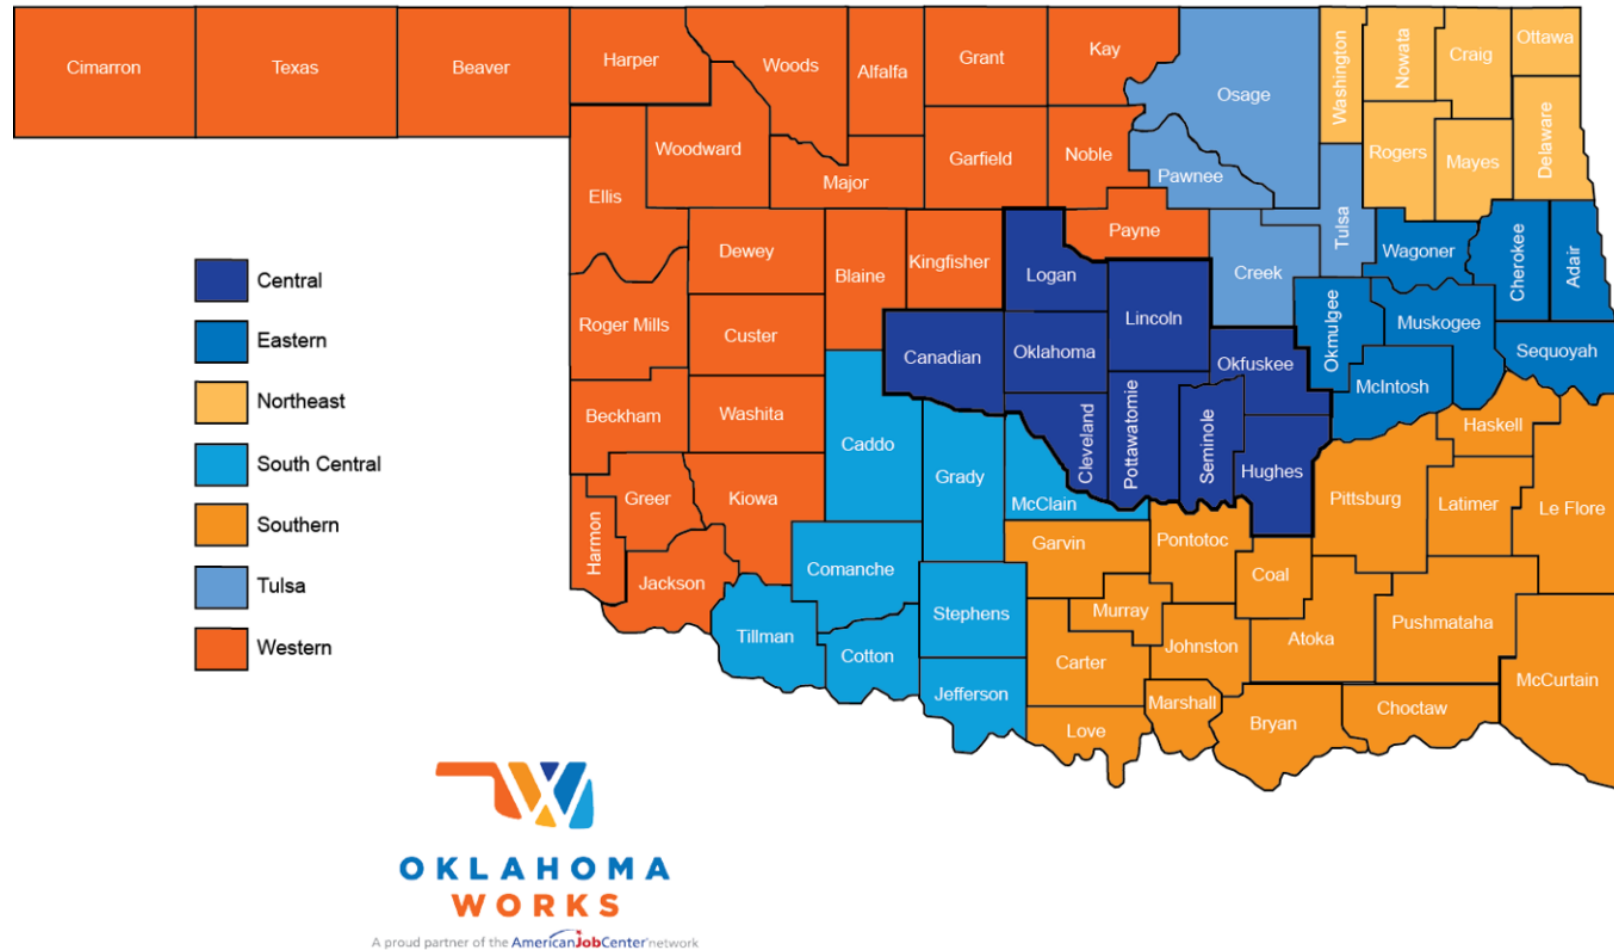 Cimarron
Texas
Beaver
Harper
Woods
Alfalfa
Grant
Kay
Osage
Washington
Nowata
Craig
Ottawa
Ellis
Woodward
Major
Garfield
Noble
Pawnee
Rogers
Mayes
Delaware
Dewey
Blaine
Kingfisher
Logan
Payne
Creek
Tulsa
Wagoner
Cherokee
Adair
Roger Mills
Custer
Canadian
Oklahoma
Lincoln
Okfuskee
Okmulgee
Muskogee
Sequoyah
McIntosh
Beckham
Washita
Caddo
Grady
Cleveland
Pottawatomie
Seminole
Hughes
Haskell
Pittsburg
Latimer
Le Flore
Harmon
Greer
Kiowa
McClain
Jackson
Comanche
Garvin
Pontotoc
Coal
Tillman
Cotton
Stephens
Murray
Johnston
Atoka
Pushmataha
Jefferson
Carter
Love
Marshall
Bryan
Choctaw
McCurtain
Central
Eastern
Northeast
South Central
Southern
Tulsa
Western
OKLAHOMA
WORKS
A proud partner of the AmericanJobCenter network